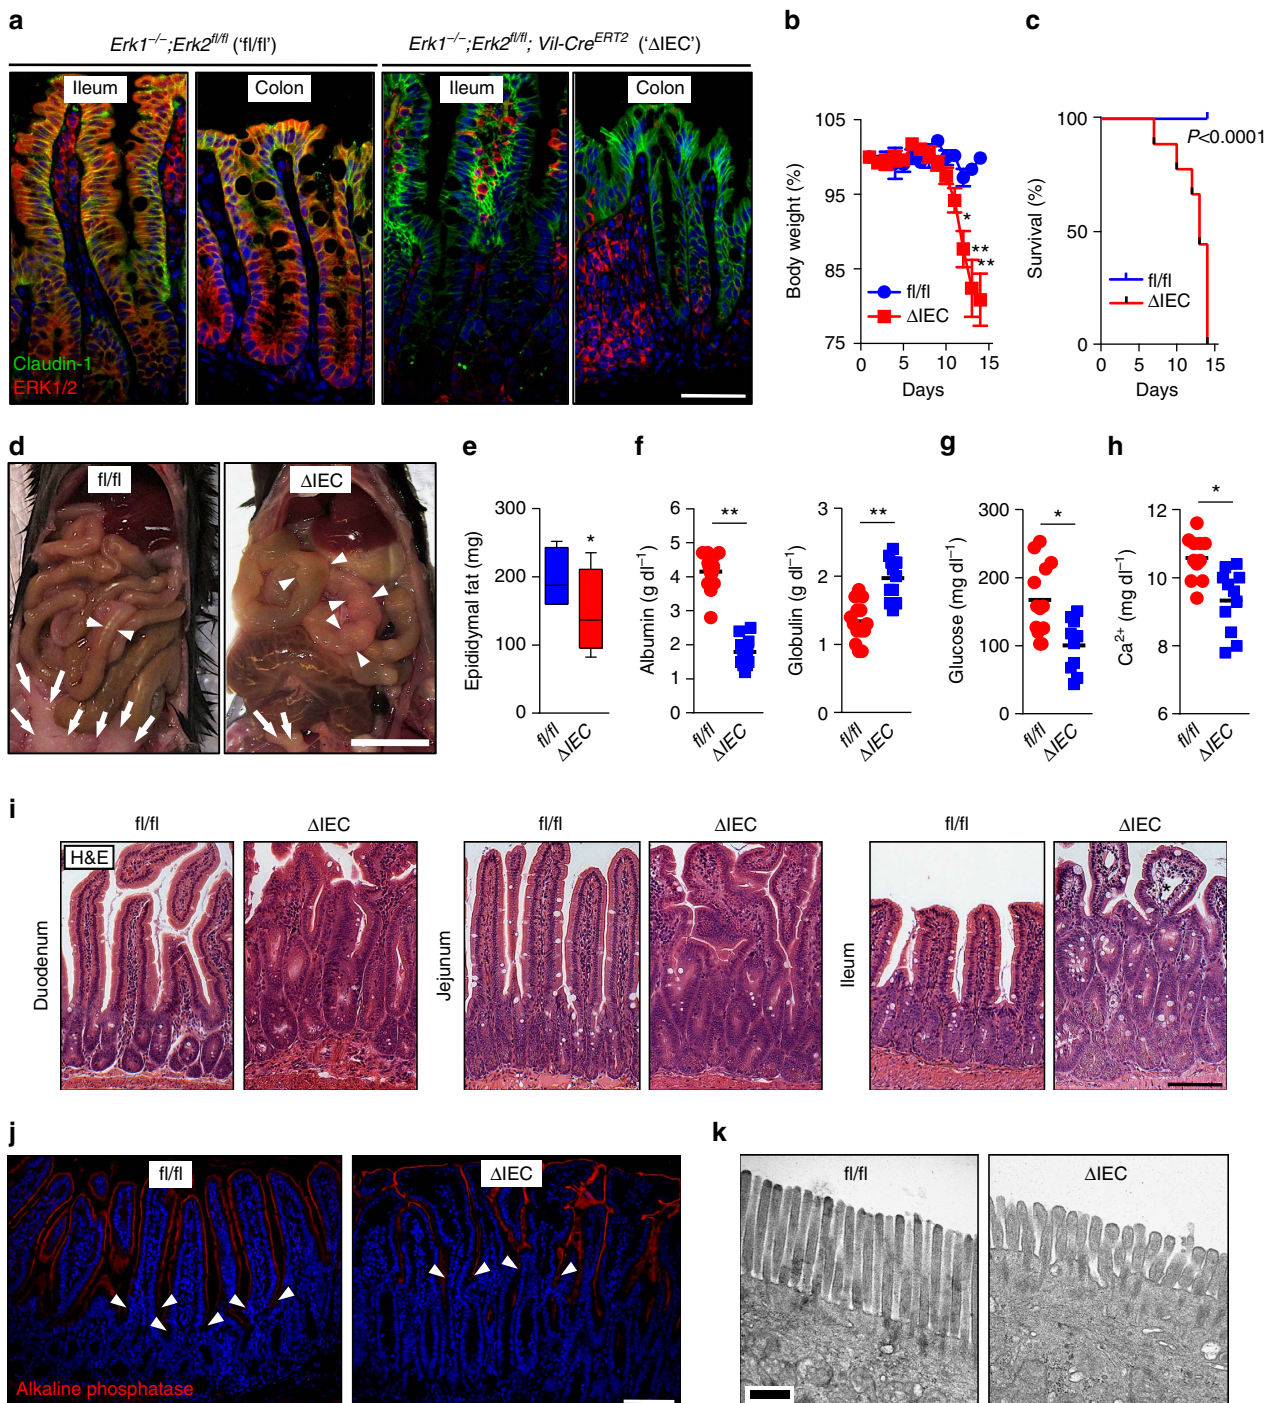 a
Erk1–/–;Erk2fl/fl (‘fl/fl’)
Erk1–/–;Erk2fl/fl; Vil-CreERT2 (‘ΔIEC’)
Ileum
Colon
Ileum
Colon
Claudin-1
ERK1/2
b
Body weight (%)
105
95
85
75
*
**
**
fl/fl
ΔIEC
0 5 10 15
Days
c
Survival (%)
100
50
0
P<0.0001
fl/fl
ΔIEC
0 5 10 15
Days
d
fl/fl
ΔIEC
e
Epididymal fat (mg)
300
200
100
0
*
fl/fl
ΔIEC
f
Albumin (g dl–1)
6
5
4
3
2
1
0
**
fl/fl
ΔIEC
Globulin (g dl–1)
3
2
1
0
**
fl/fl
ΔIEC
g
Glucose (mg dl–1)
300
200
100
0
*
fl/fl
ΔIEC
h
Ca2+ (mg dl–1)
12
10
8
6
*
fl/fl
ΔIEC
i
fl/fl
ΔIEC
fl/fl
ΔIEC
fl/fl
ΔIEC
H&E
Duodenum
Jejunum
Ileum
*
j
fl/fl
ΔIEC
Alkaline phosphatase
k
fl/fl
ΔIEC